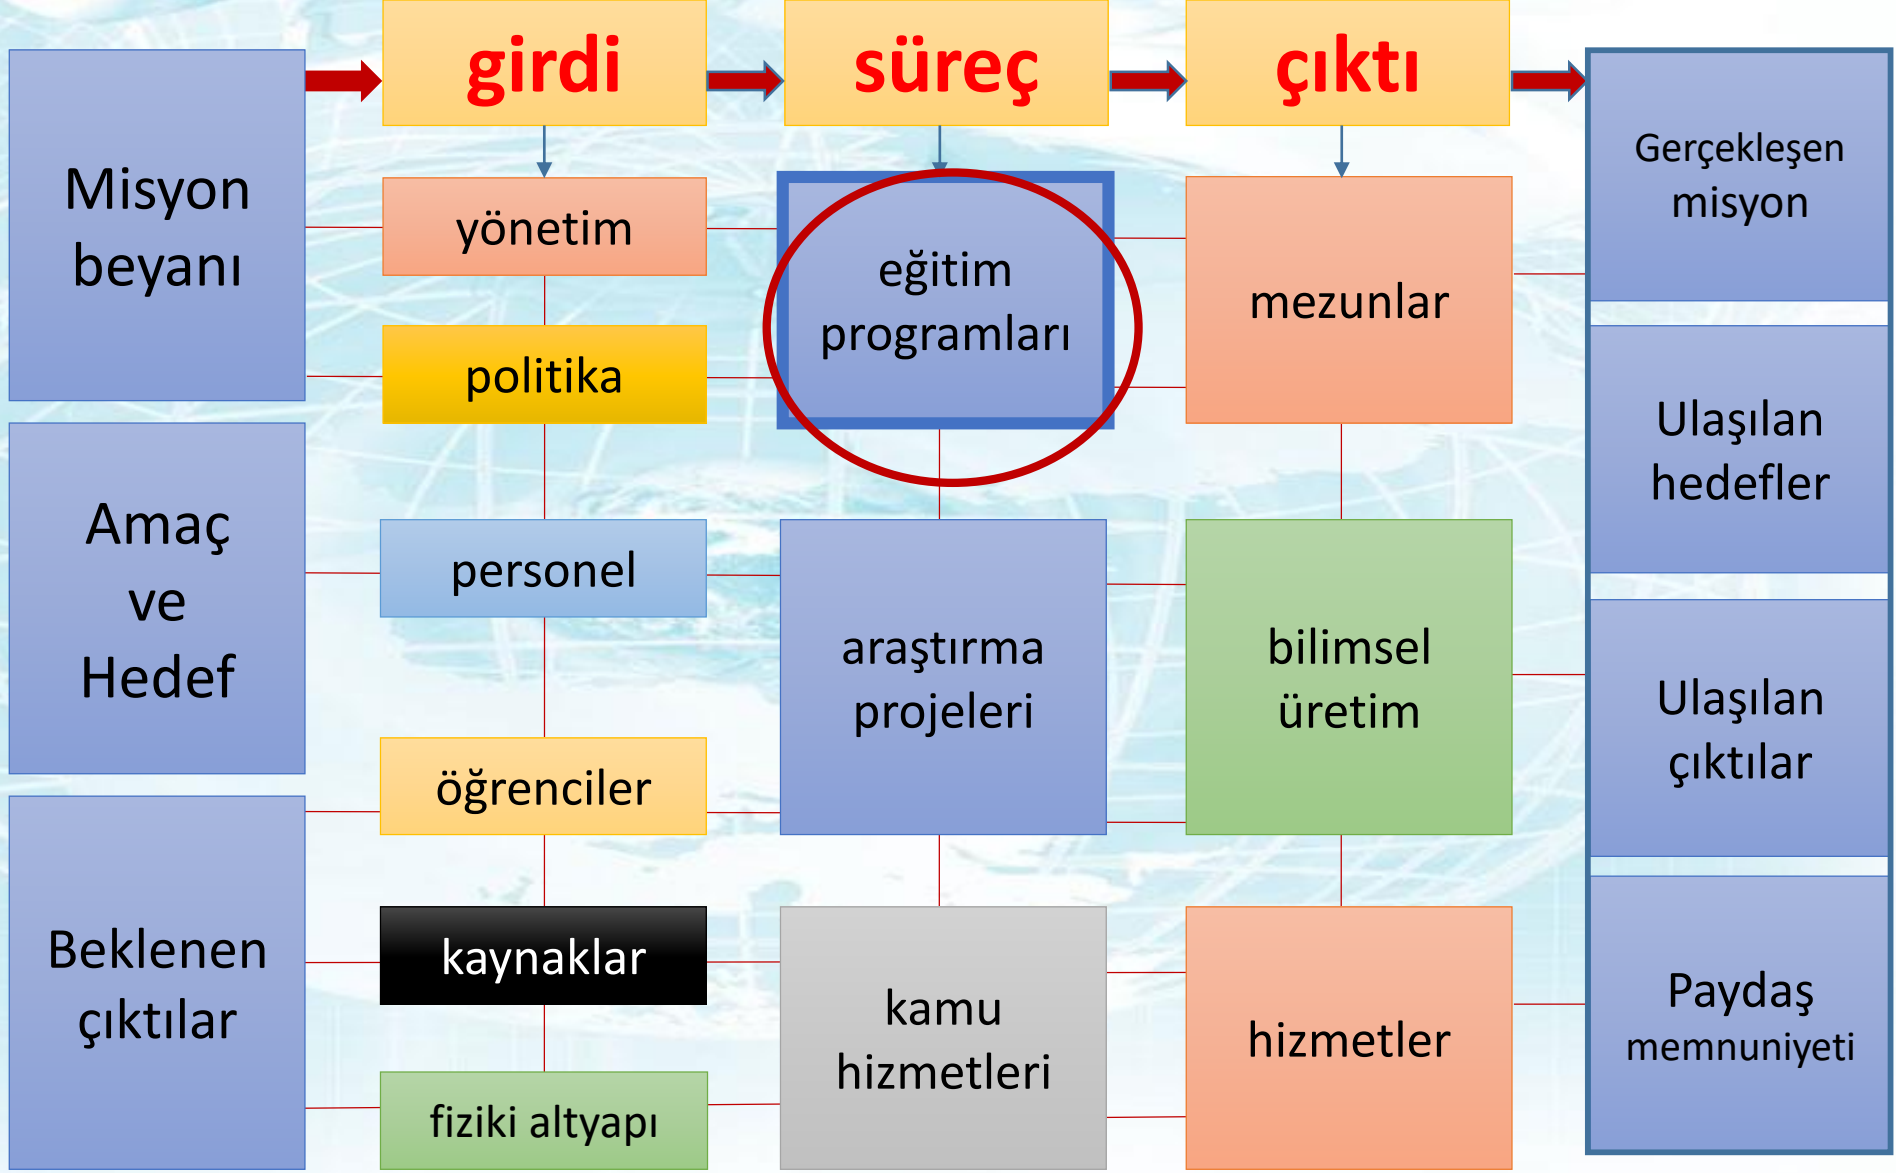 Misyon
beyanı
Amaç
ve
Hedef
Beklenen
çıktılar
girdi
yönetim
politika
personel
öğrenciler
kaynaklar
fiziki altyapı
süreç
eğitim
programları
araştırma
projeleri
kamu
hizmetleri
çıktı
mezunlar
bilimsel
üretim
hizmetler
Gerçekleşen
misyon
Ulaşılan
hedefler
Ulaşılan
çıktılar
Paydaş
memnuniyeti